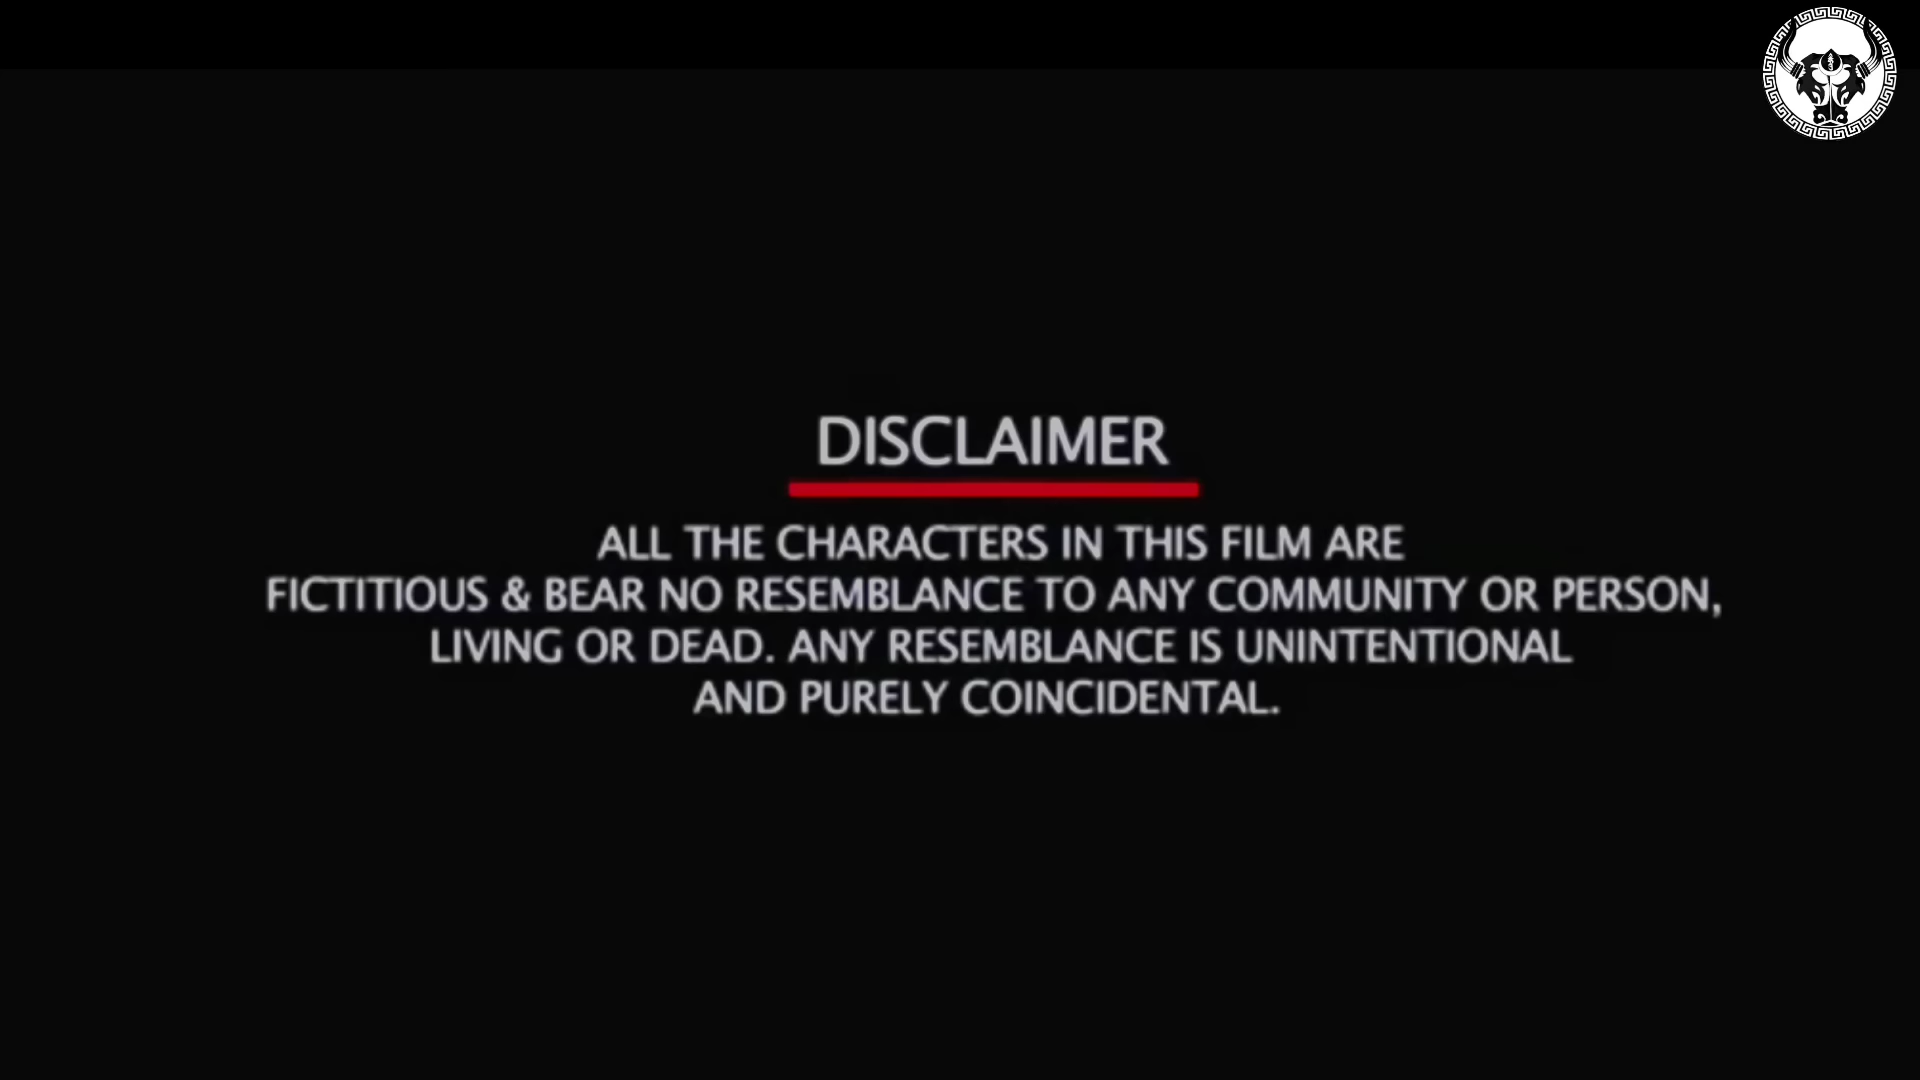 DISCLAIMER
ALL THE CHARACTERS IN THIS FILM ARE
FICTITIOUS & BEAR NO RESEMBLANCE TO ANY COMMUNITY OR PERSON,
LIVING OR DEAD. ANY RESEMBLANCE IS UNINTENTIONAL
AND PURELY COINCIDENTAL.